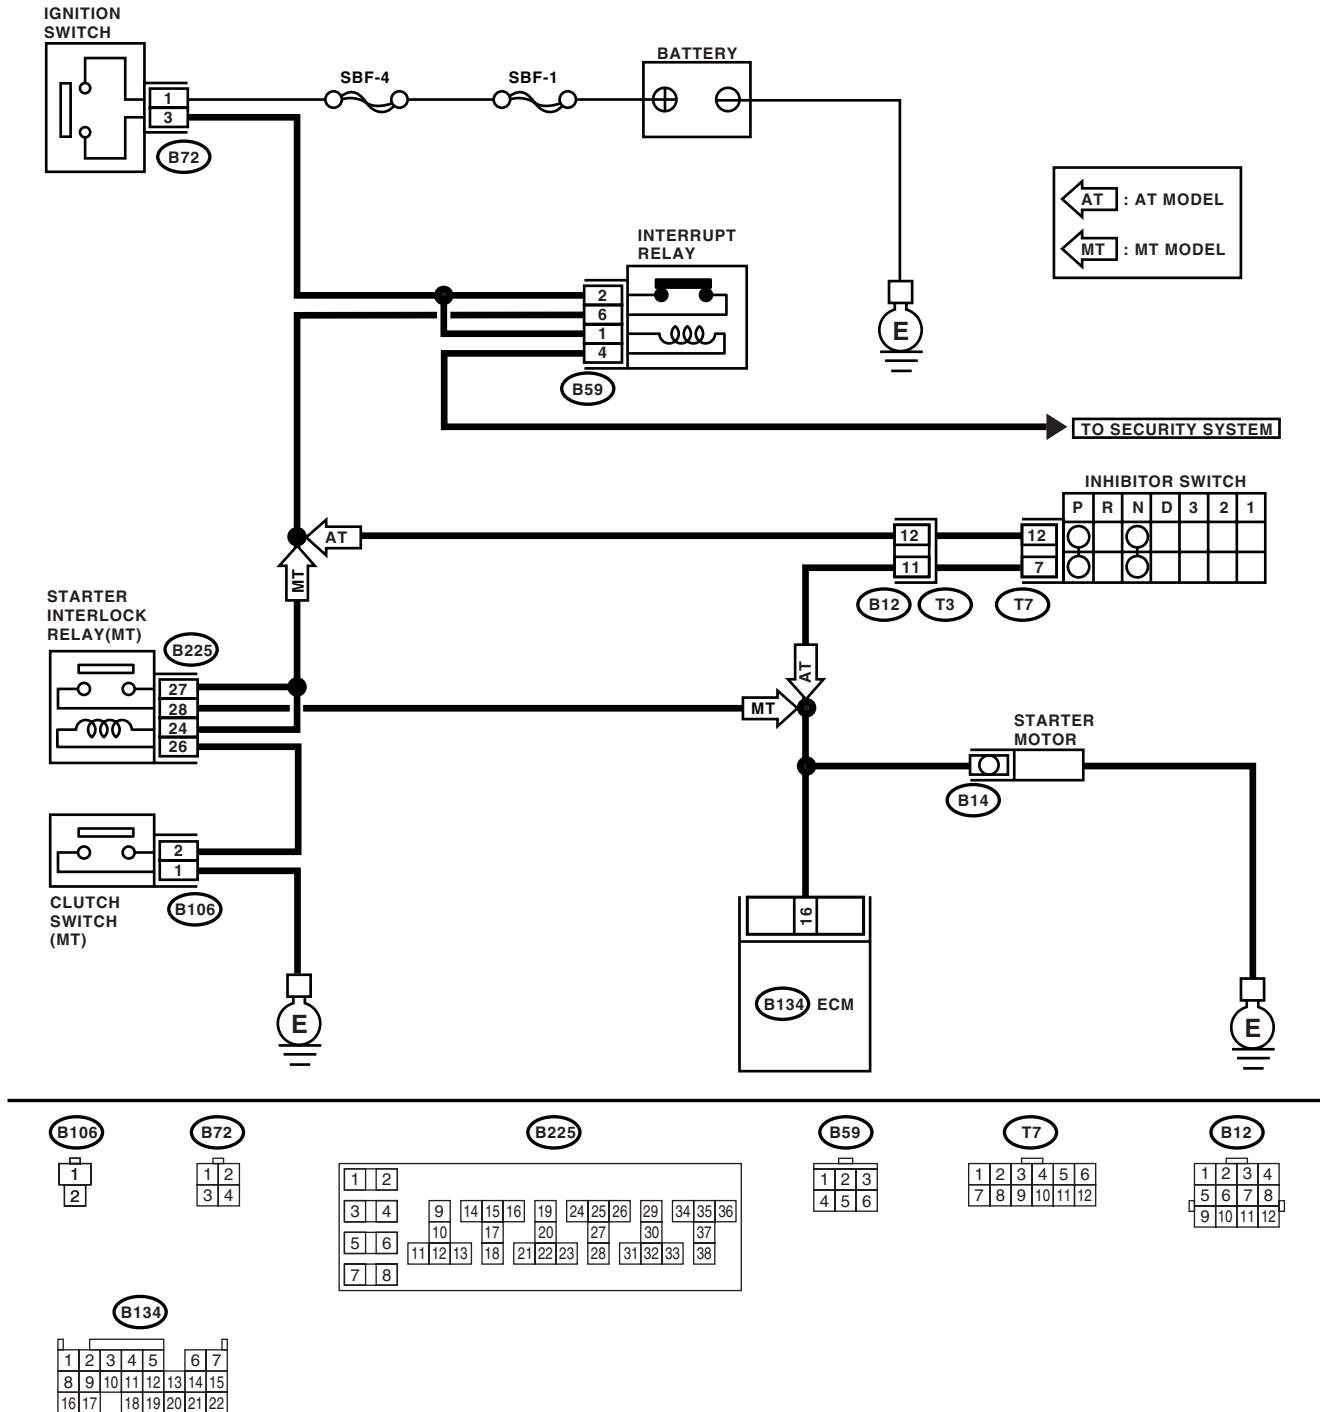 IGNITION
SWITCH
SBF-4
SBF-1
BATTERY
1
3
B72
AT : AT MODEL
MT : MT MODEL
INTERRUPT
RELAY
2
6
1
4
B59
E
TO SECURITY SYSTEM
INHIBITOR SWITCH
P R N D 3 2 1
AT
12
12
11
7
B12
T3
T7
MT
STARTER
INTERLOCK
RELAY(MT)
B225
27
28
24
26
AT
MT
STARTER
MOTOR
B14
2
1
B106
CLUTCH
SWITCH
(MT)
16
B134 ECM
E
E
B106
1
2
B72
1 2
3 4
B225
1 2
3 4 9 14 15 16 19 24 25 26 29 34 35 36
10 17 20 27 30 37
5 6 11 12 13 18 21 22 23 28 31 32 33 38
7 8
B59
1 2 3
4 5 6
T7
1 2 3 4 5 6
7 8 9 10 11 12
B12
1 2 3 4
5 6 7 8
9 10 11 12
B134
1 2 3 4 5 6 7
8 9 10 11 12 13 14 15
16 17 18 19 20 21 22